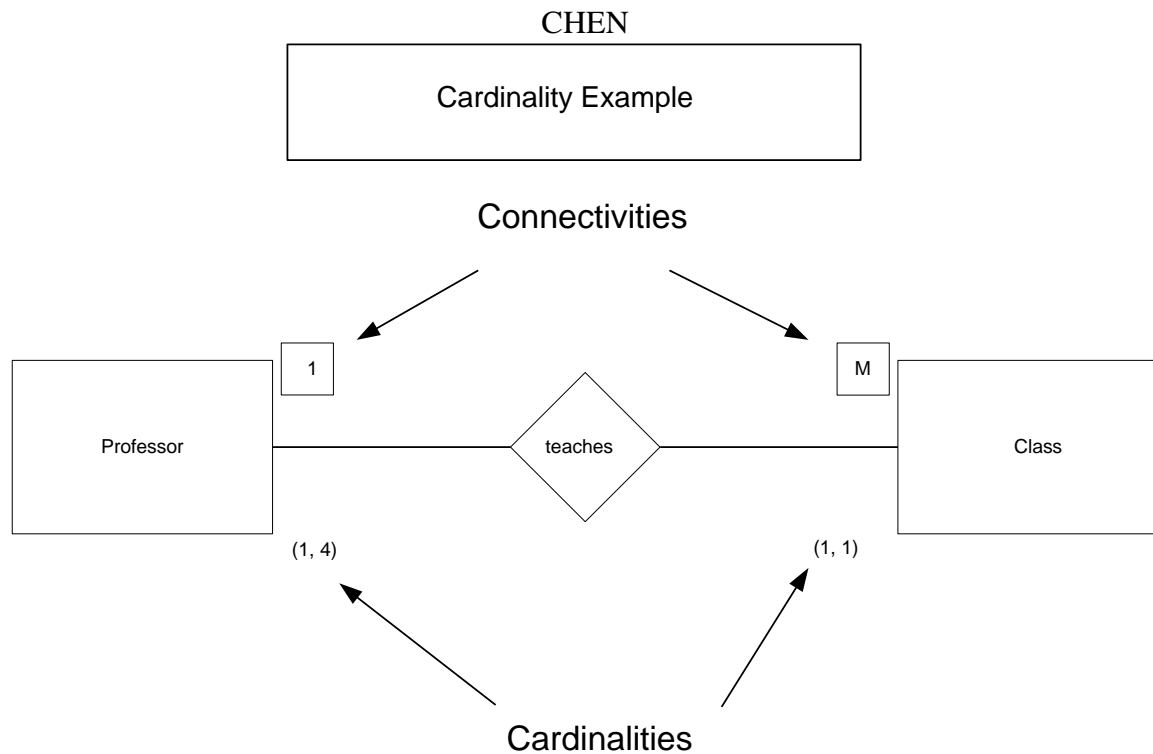 CHEN
Cardinality Example
Connectivities
1
M
Professor
teaches
Class
(1, 4)
(1, 1)
Cardinalities